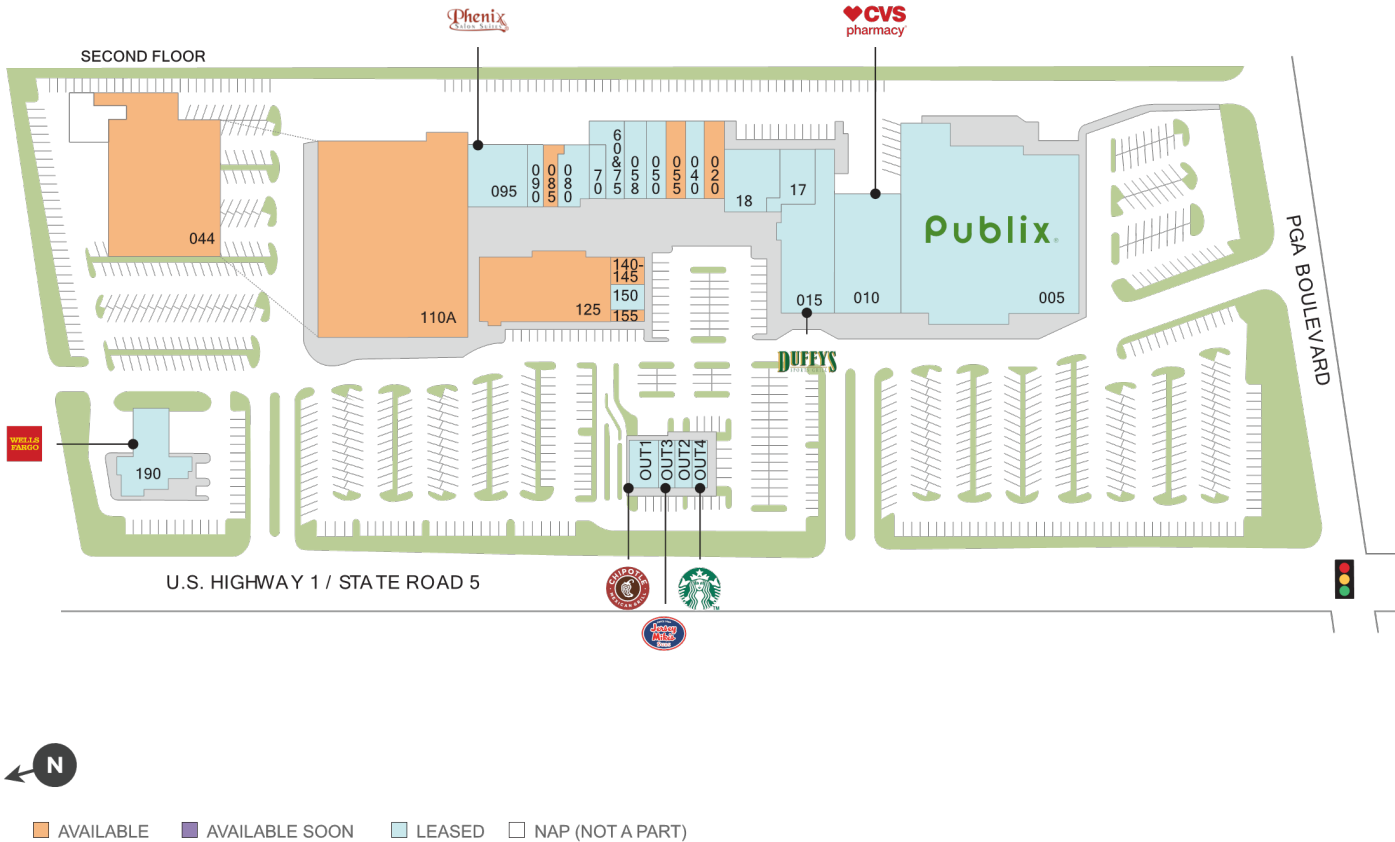 Phenix
Salon Suites
CVS
pharmacy
SECOND FLOOR
044
110A
095
090
085
080
70
60&75
058
050
055
040
020
18
17
Publix
015
010
005
140-
145
150
155
125
DUFFYS
PGA BOULEVARD
WELLS
FARGO
190
OUT1
OUT3
OUT2
OUT4
U.S. HIGHWAY 1 / STATE ROAD 5
CHIPOTLE
MEXICAN GRILL
TM
Jersey
Mike's
Subs
N
AVAILABLE
AVAILABLE SOON
LEASED
NAP (NOT A PART)